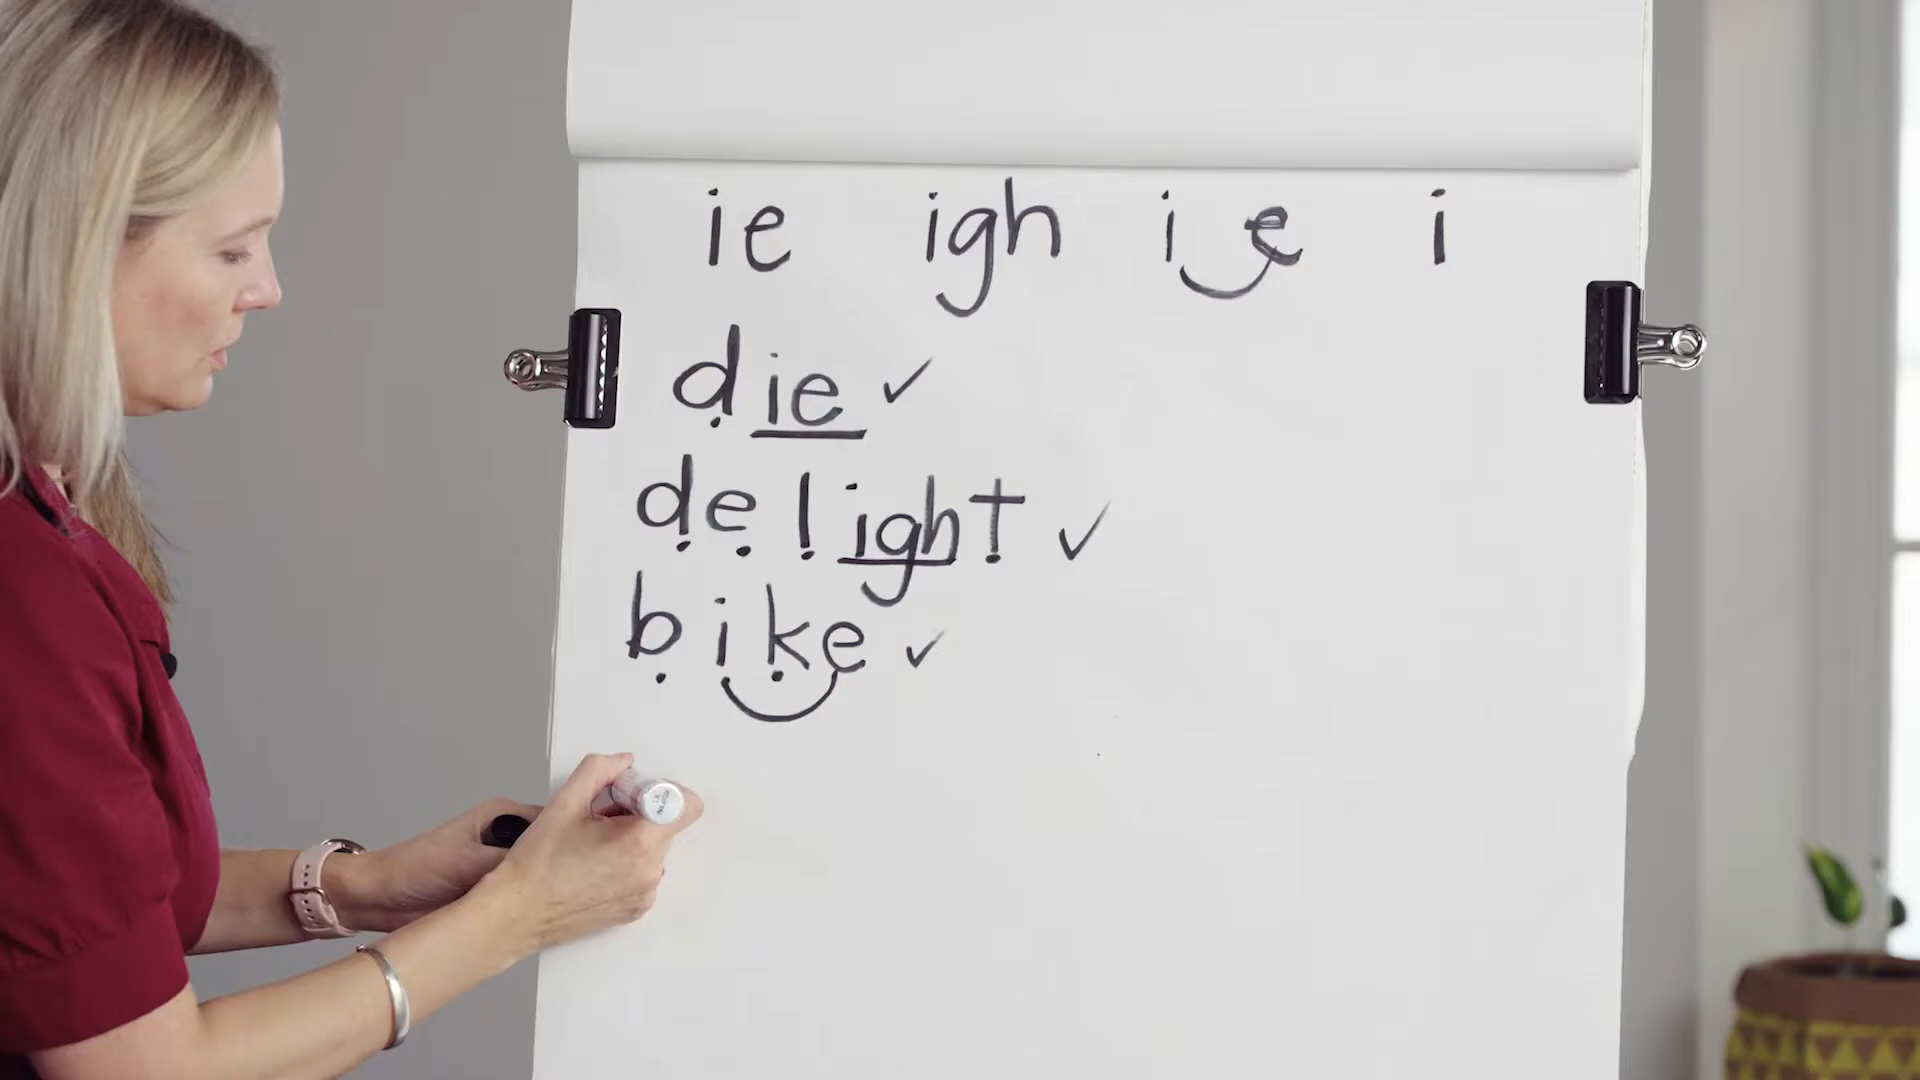 ie igh i e i
die ✓
delight ✓
bike ✓